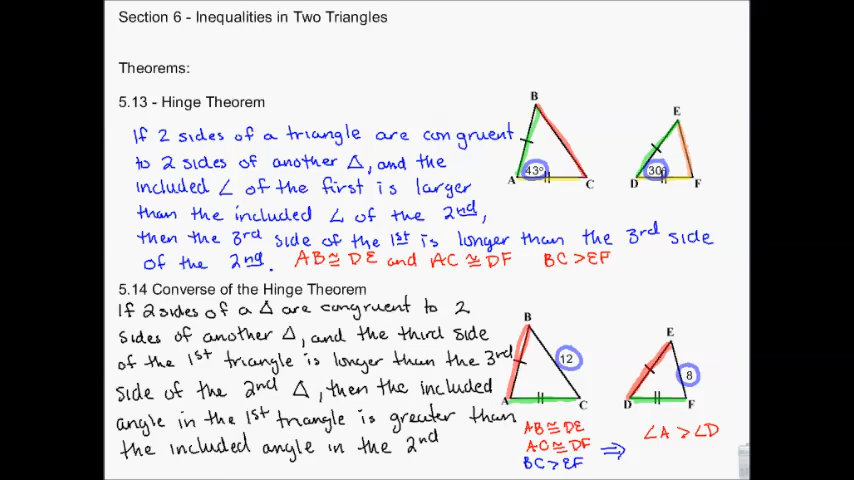 Section 6 - Inequalities in Two Triangles
Theorems:
5.13 - Hinge Theorem
If 2 sides of a triangle are congruent
to 2 sides of another Δ, and the
included ∠ of the first is larger
than the included ∠ of the 2nd,
then the 3rd side of the 1st is longer than the 3rd side
of the 2nd. AB≅DE and AC≅DF BC>EF
B
E
A 43° C
D 30 F
5.14 Converse of the Hinge Theorem
If 2 sides of a Δ are congruent to 2
sides of another Δ, and the third side
of the 1st triangle is longer than the 3rd
side of the 2nd Δ, then the included
angle in the 1st triangle is greater than
the included angle in the 2nd
B
E
12
8
A C
D F
AB≅DE
AC≅DF ⇒ ∠A > ∠D
BC>EF